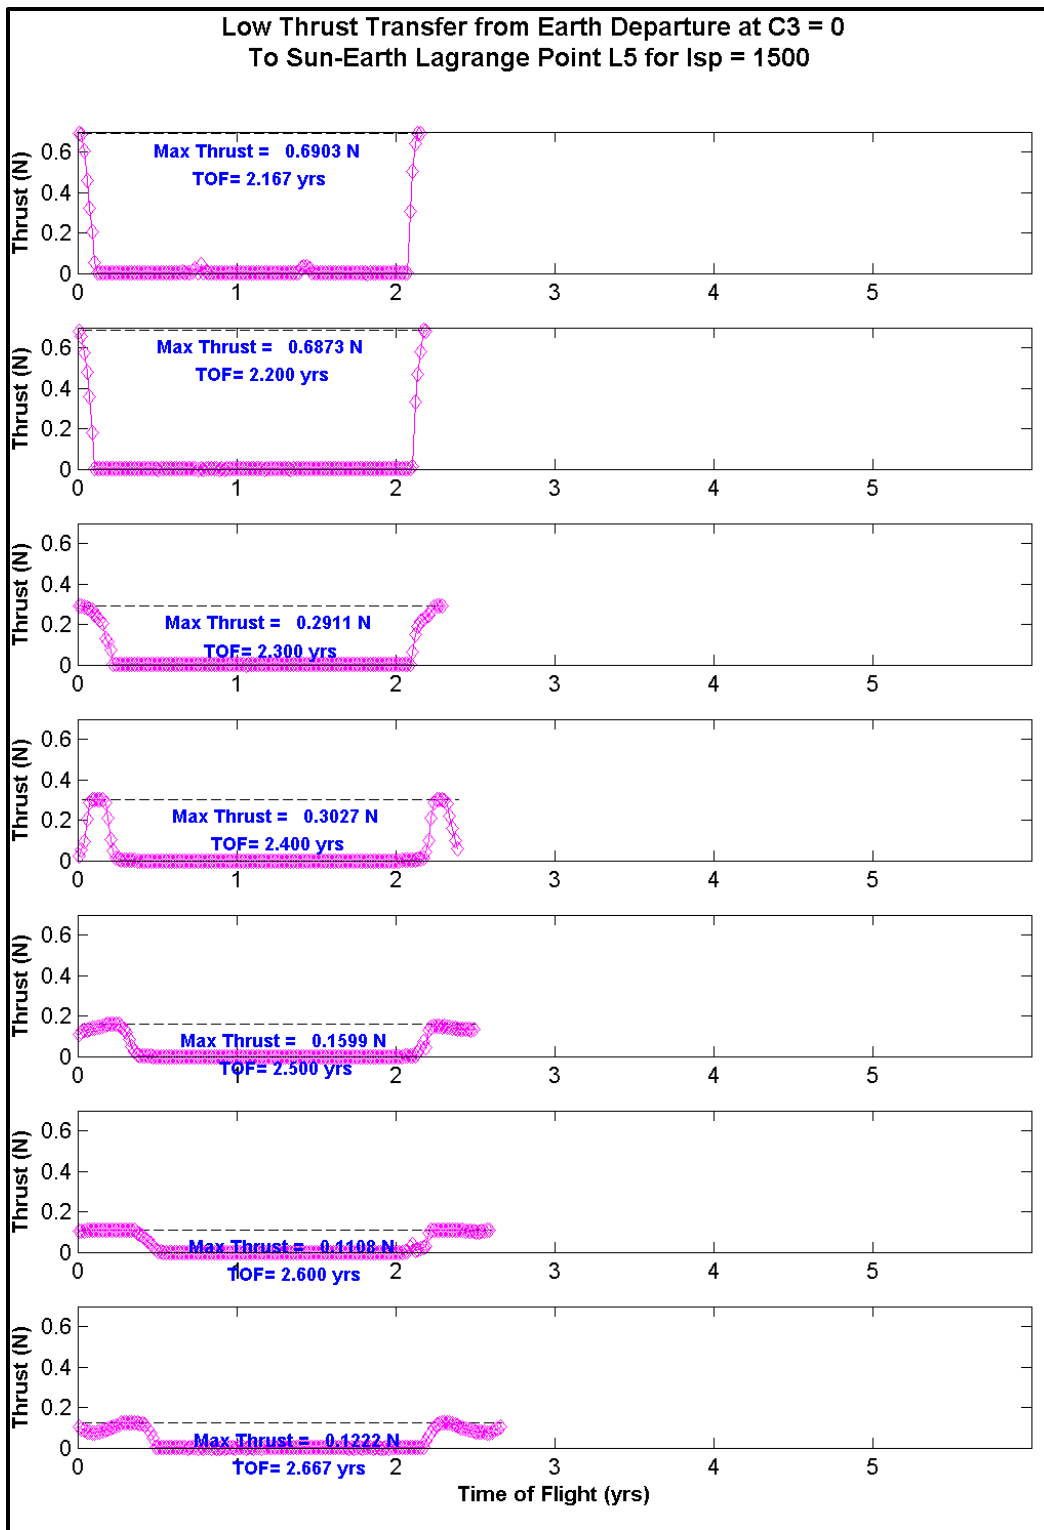 Low Thrust Transfer from Earth Departure at C3 = 0
To Sun-Earth Lagrange Point L5 for Isp = 1500
Thrust (N)
0.6
0.4
0.2
0
Max Thrust = 0.6903 N
TOF= 2.167 yrs
0 1 2 3 4 5
Thrust (N)
0.6
0.4
0.2
0
Max Thrust = 0.6873 N
TOF= 2.200 yrs
0 1 2 3 4 5
Thrust (N)
0.6
0.4
0.2
0
Max Thrust = 0.2911 N
TOF= 2.300 yrs
0 1 2 3 4 5
Thrust (N)
0.6
0.4
0.2
0
Max Thrust = 0.3027 N
TOF= 2.400 yrs
0 1 2 3 4 5
Thrust (N)
0.6
0.4
0.2
0
Max Thrust = 0.1599 N
TOF= 2.500 yrs
0 1 2 3 4 5
Thrust (N)
0.6
0.4
0.2
0
Max Thrust = 0.1108 N
TOF= 2.600 yrs
0 1 2 3 4 5
Thrust (N)
0.6
0.4
0.2
0
Max Thrust = 0.1222 N
TOF= 2.667 yrs
0 1 2 3 4 5
Time of Flight (yrs)